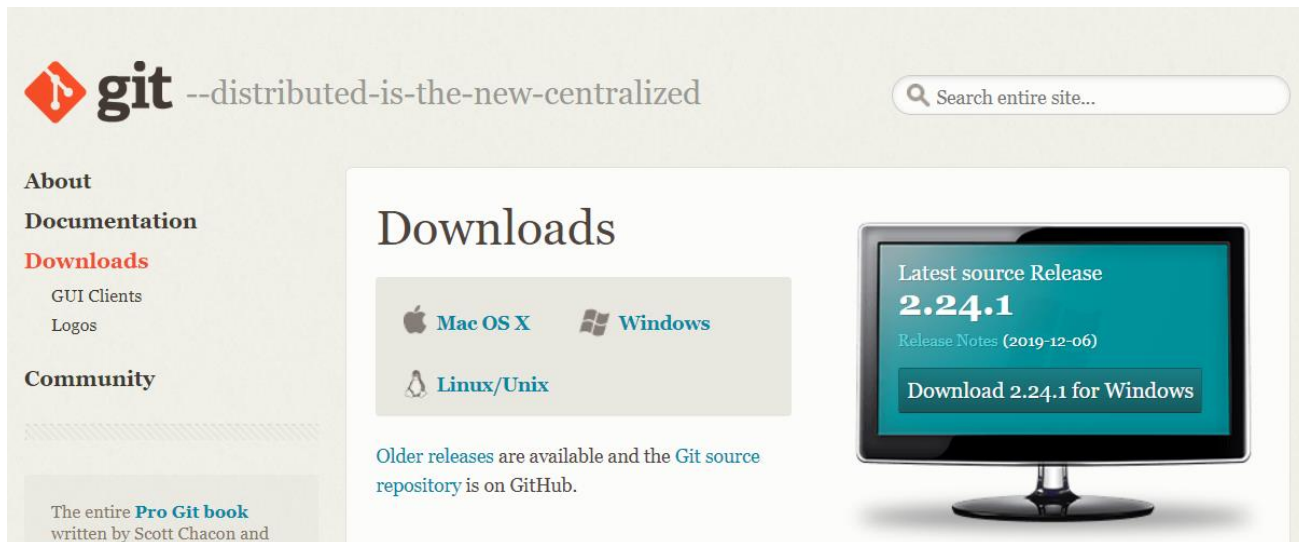 git --distributed-is-the-new-centralized
Search entire site...
About
Documentation
Downloads
GUI Clients
Logos
Community
The entire Pro Git book
written by Scott Chacon and
Downloads
Mac OS X
Windows
Linux/Unix
Older releases are available and the Git source
repository is on GitHub.
Latest source Release
2.24.1
Release Notes (2019-12-06)
Download 2.24.1 for Windows